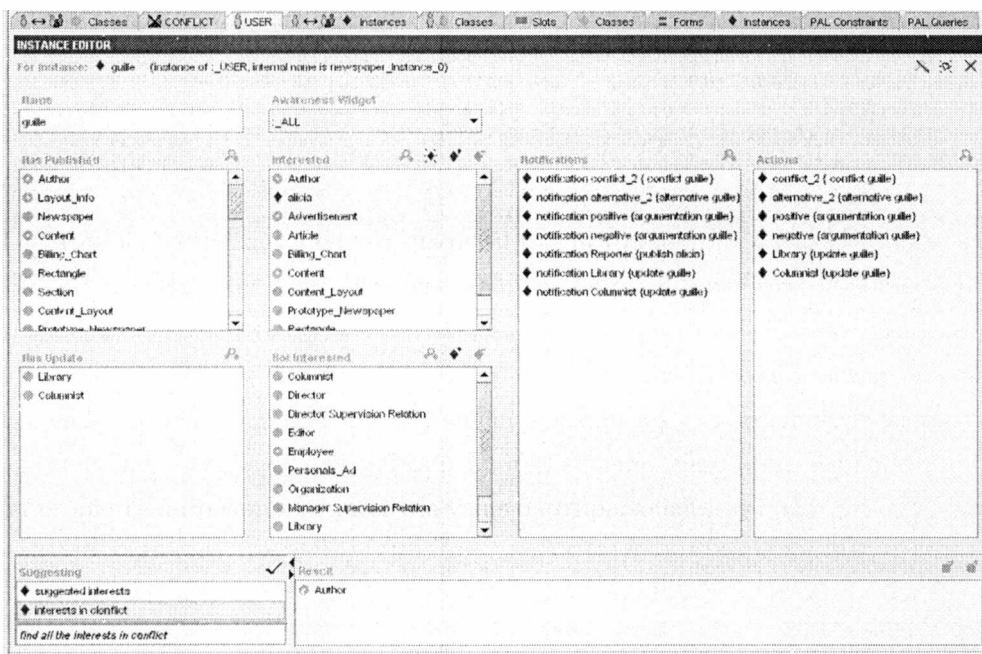 Classes CONFLICT USER Instances Classes Slots Classes Forms Instances PAL Constraints PAL Queries
INSTANCE EDITOR
For Instance: guille (instance of :_USER, internal name is newspaper_Instance_0)
Name
guille
Awareness Widget
:_ALL
Has Published
Author
Layout_info
Newspaper
Content
Billing_Chart
Rectangle
Section
Content_Layout
Prototype_Newspaper
Interested
Author
alicia
Advertisement
Article
Billing_Chart
Content
Content_Layout
Prototype_Newspaper
Rectangle
Notifications
notification conflict_2 { conflict guille}
notification alternative_2 {alternative guille}
notification positive {argumentation guille}
notification negative {argumentation guille}
notification Reporter {publish alicia}
notification Library {update guille}
notification Columnist {update guille}
Actions
conflict_2 { conflict guille}
alternative_2 {alternative guille}
positive {argumentation guille}
negative {argumentation guille}
Library {update guille}
Columnist {update guille}
Has Update
Library
Columnist
Not Interested
Columnist
Director
Director Supervision Relation
Editor
Employee
Personals_Ad
Organization
Manager Supervision Relation
Library
Suggesting
suggested interests
interests in clonflict
find all the interests in conflict
Result
Author